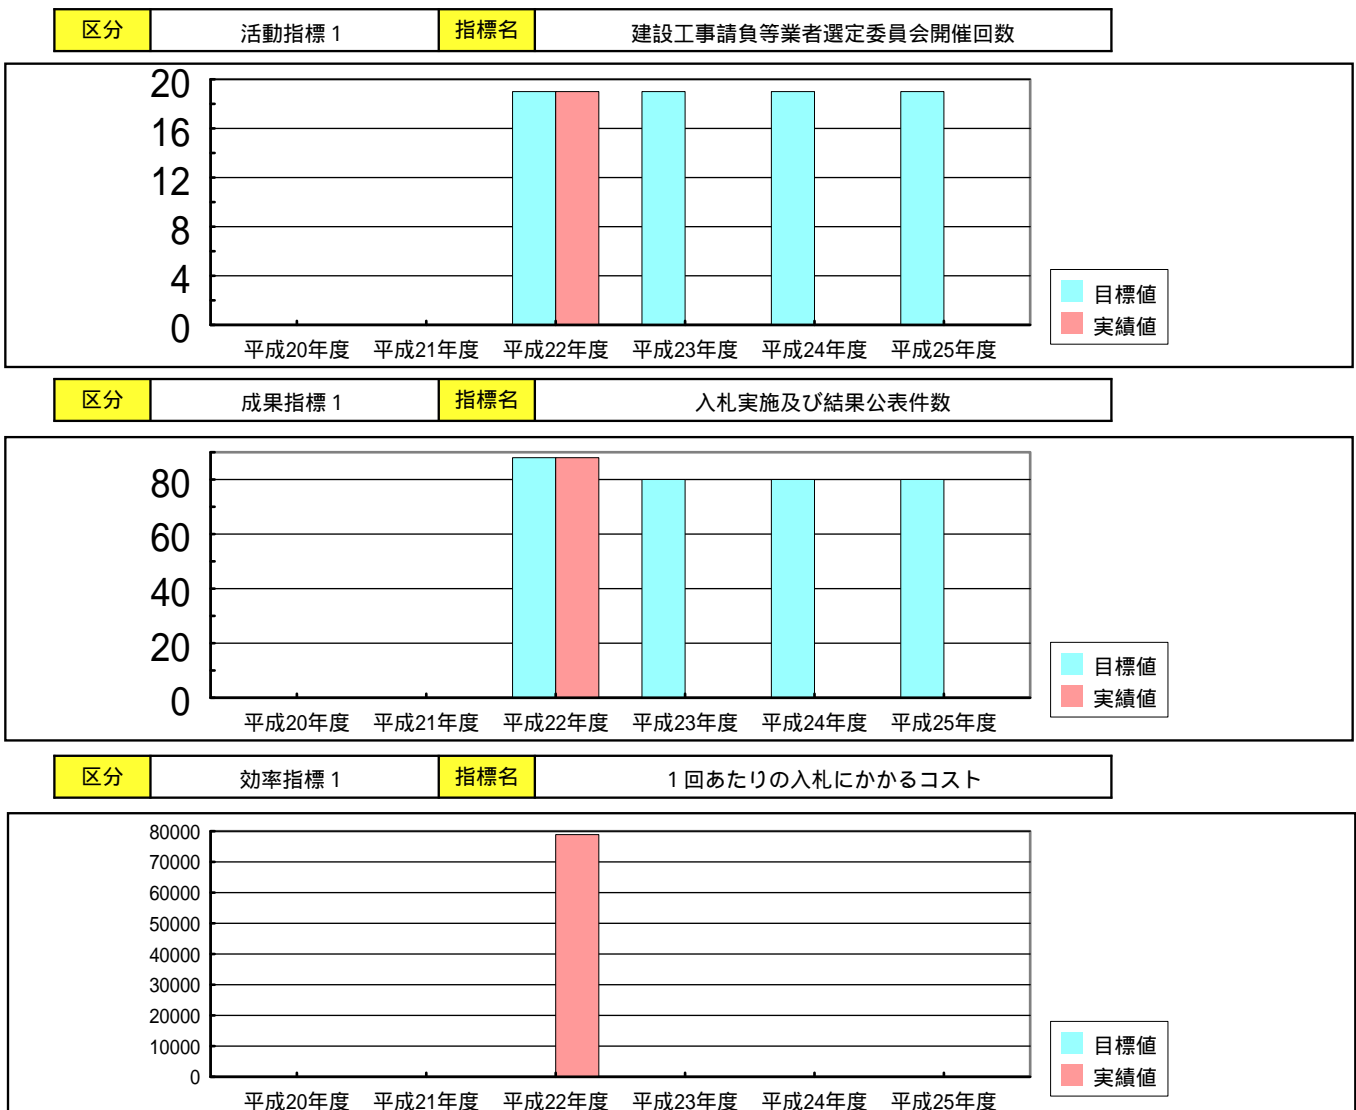 区分 活動指標1 指標名 建設工事請負等業者選定委員会開催回数
20
16
12
8
4
0
平成20年度 平成21年度 平成22年度 平成23年度 平成24年度 平成25年度
目標値
実績値
区分 成果指標1 指標名 入札実施及び結果公表件数
80
60
40
20
0
平成20年度 平成21年度 平成22年度 平成23年度 平成24年度 平成25年度
目標値
実績値
区分 効率指標1 指標名 1回あたりの入札にかかるコスト
80000
70000
60000
50000
40000
30000
20000
10000
0
平成20年度 平成21年度 平成22年度 平成23年度 平成24年度 平成25年度
目標値
実績値